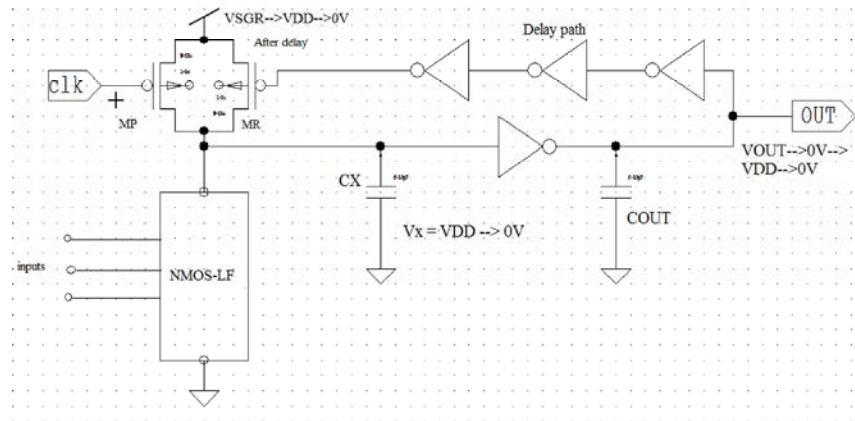 VSGR-->VDD-->0V
After delay
Delay path
clk
MP
MR
OUT
VOUT-->0V-->
VDD-->0V
CX
COUT
Vx = VDD --> 0V
inputs
NMOS-LF